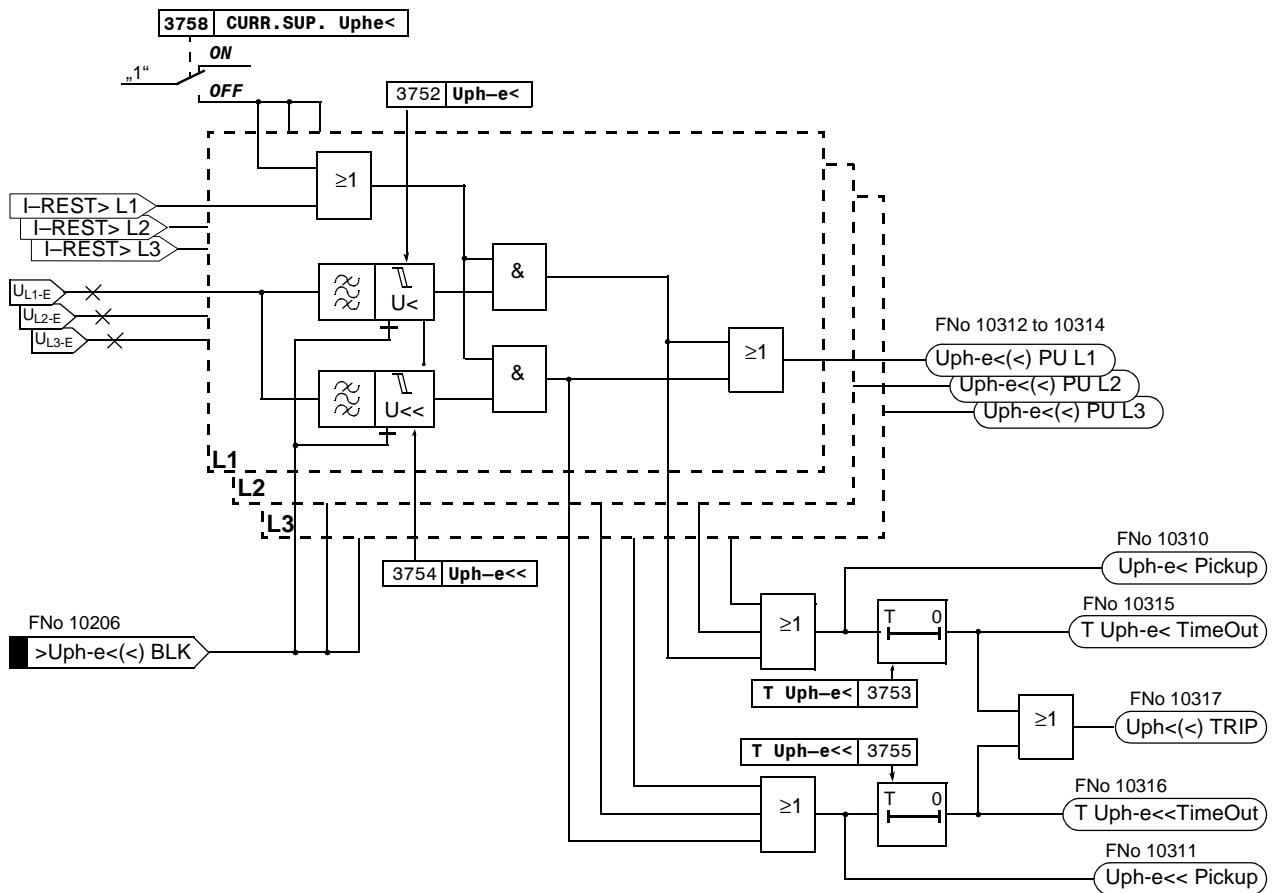 3758 CURR.SUP. Uphe<
ON
„1“
OFF
3752 Uph–e<
≥1
I–REST> L1
I–REST> L2
I–REST> L3
&
U<
UL1-E
UL2-E
UL3-E
FNo 10312 to 10314
≥1
Uph-e<(<) PU L1
&
Uph-e<(<) PU L2
U<<
Uph-e<(<) PU L3
L1
L2
L3
FNo 10310
3754 Uph–e<<
Uph-e< Pickup
FNo 10315
FNo 10206
T 0
≥1
T Uph-e< TimeOut
>Uph-e<(<) BLK
T Uph–e< 3753
FNo 10317
≥1
Uph<(<) TRIP
T Uph–e<< 3755
FNo 10316
T 0
≥1
T Uph-e<<TimeOut
FNo 10311
Uph-e<< Pickup